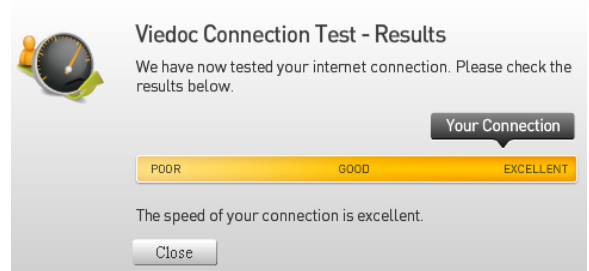 Viedoc Connection Test - Results
We have now tested your internet connection. Please check the
results below.
Your Connection
POOR GOOD EXCELLENT
The speed of your connection is excellent.
Close